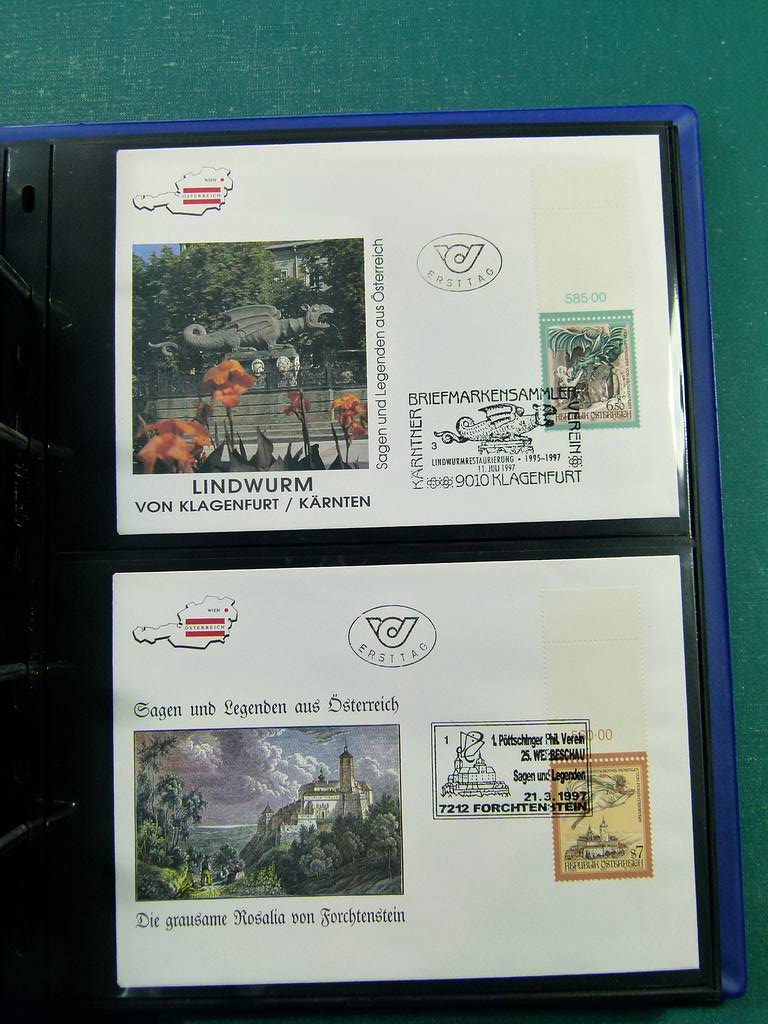 WIEN
ÖSTERREICH
Sagen und Legenden aus Österreich
ERSTTAG
585·00
6.50
REPUBLIK ÖSTERREICH
KÄRNTNER BRIEFMARKENSAMMLERVEREIN
3
LINDWURMRESTAURIERUNG · 1995-1997
11. JULI 1997
9010 KLAGENFURT
LINDWURM
VON KLAGENFURT / KÄRNTEN
WIEN
ÖSTERREICH
ERSTTAG
Sagen und Legenden aus Österreich
1
1. Pöttschinger Phil. Verein
25. WERBESCHAU
Sagen und Legenden
21.3.1997
7212 FORCHTENSTEIN
S7
REPUBLIK ÖSTERREICH
Die grausame Rosalia von Forchtenstein